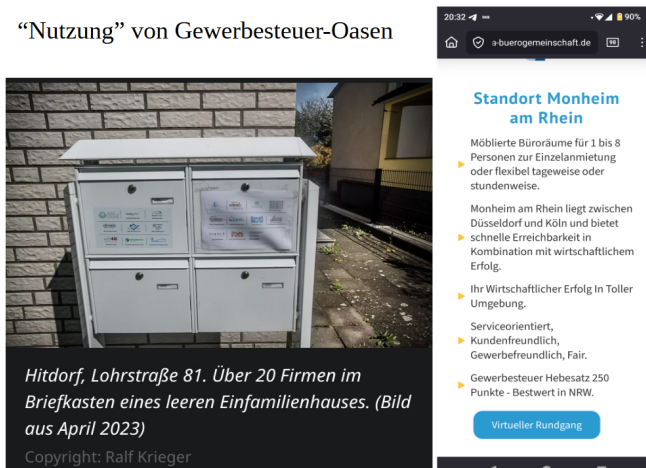 “Nutzung” von Gewerbesteuer-Oasen
Hitdorf, Lohrstraße 81. Über 20 Firmen im
Briefkasten eines leeren Einfamilienhauses. (Bild
aus April 2023)
Copyright: Ralf Krieger
20:32
90%
a-buerogemeinschaft.de
98
Standort Monheim
am Rhein
Möblierte Büroräume für 1 bis 8
Personen zur Einzelanmietung
oder flexibel tageweise oder
stundenweise.
Monheim am Rhein liegt zwischen
Düsseldorf und Köln und bietet
schnelle Erreichbarkeit in
Kombination mit wirtschaftlichem
Erfolg.
Ihr Wirtschaftlicher Erfolg In Toller
Umgebung.
Serviceorientiert,
Kundenfreundlich,
Gewerbefreundlich, Fair.
Gewerbesteuer Hebesatz 250
Punkte - Bestwert in NRW.
Virtueller Rundgang